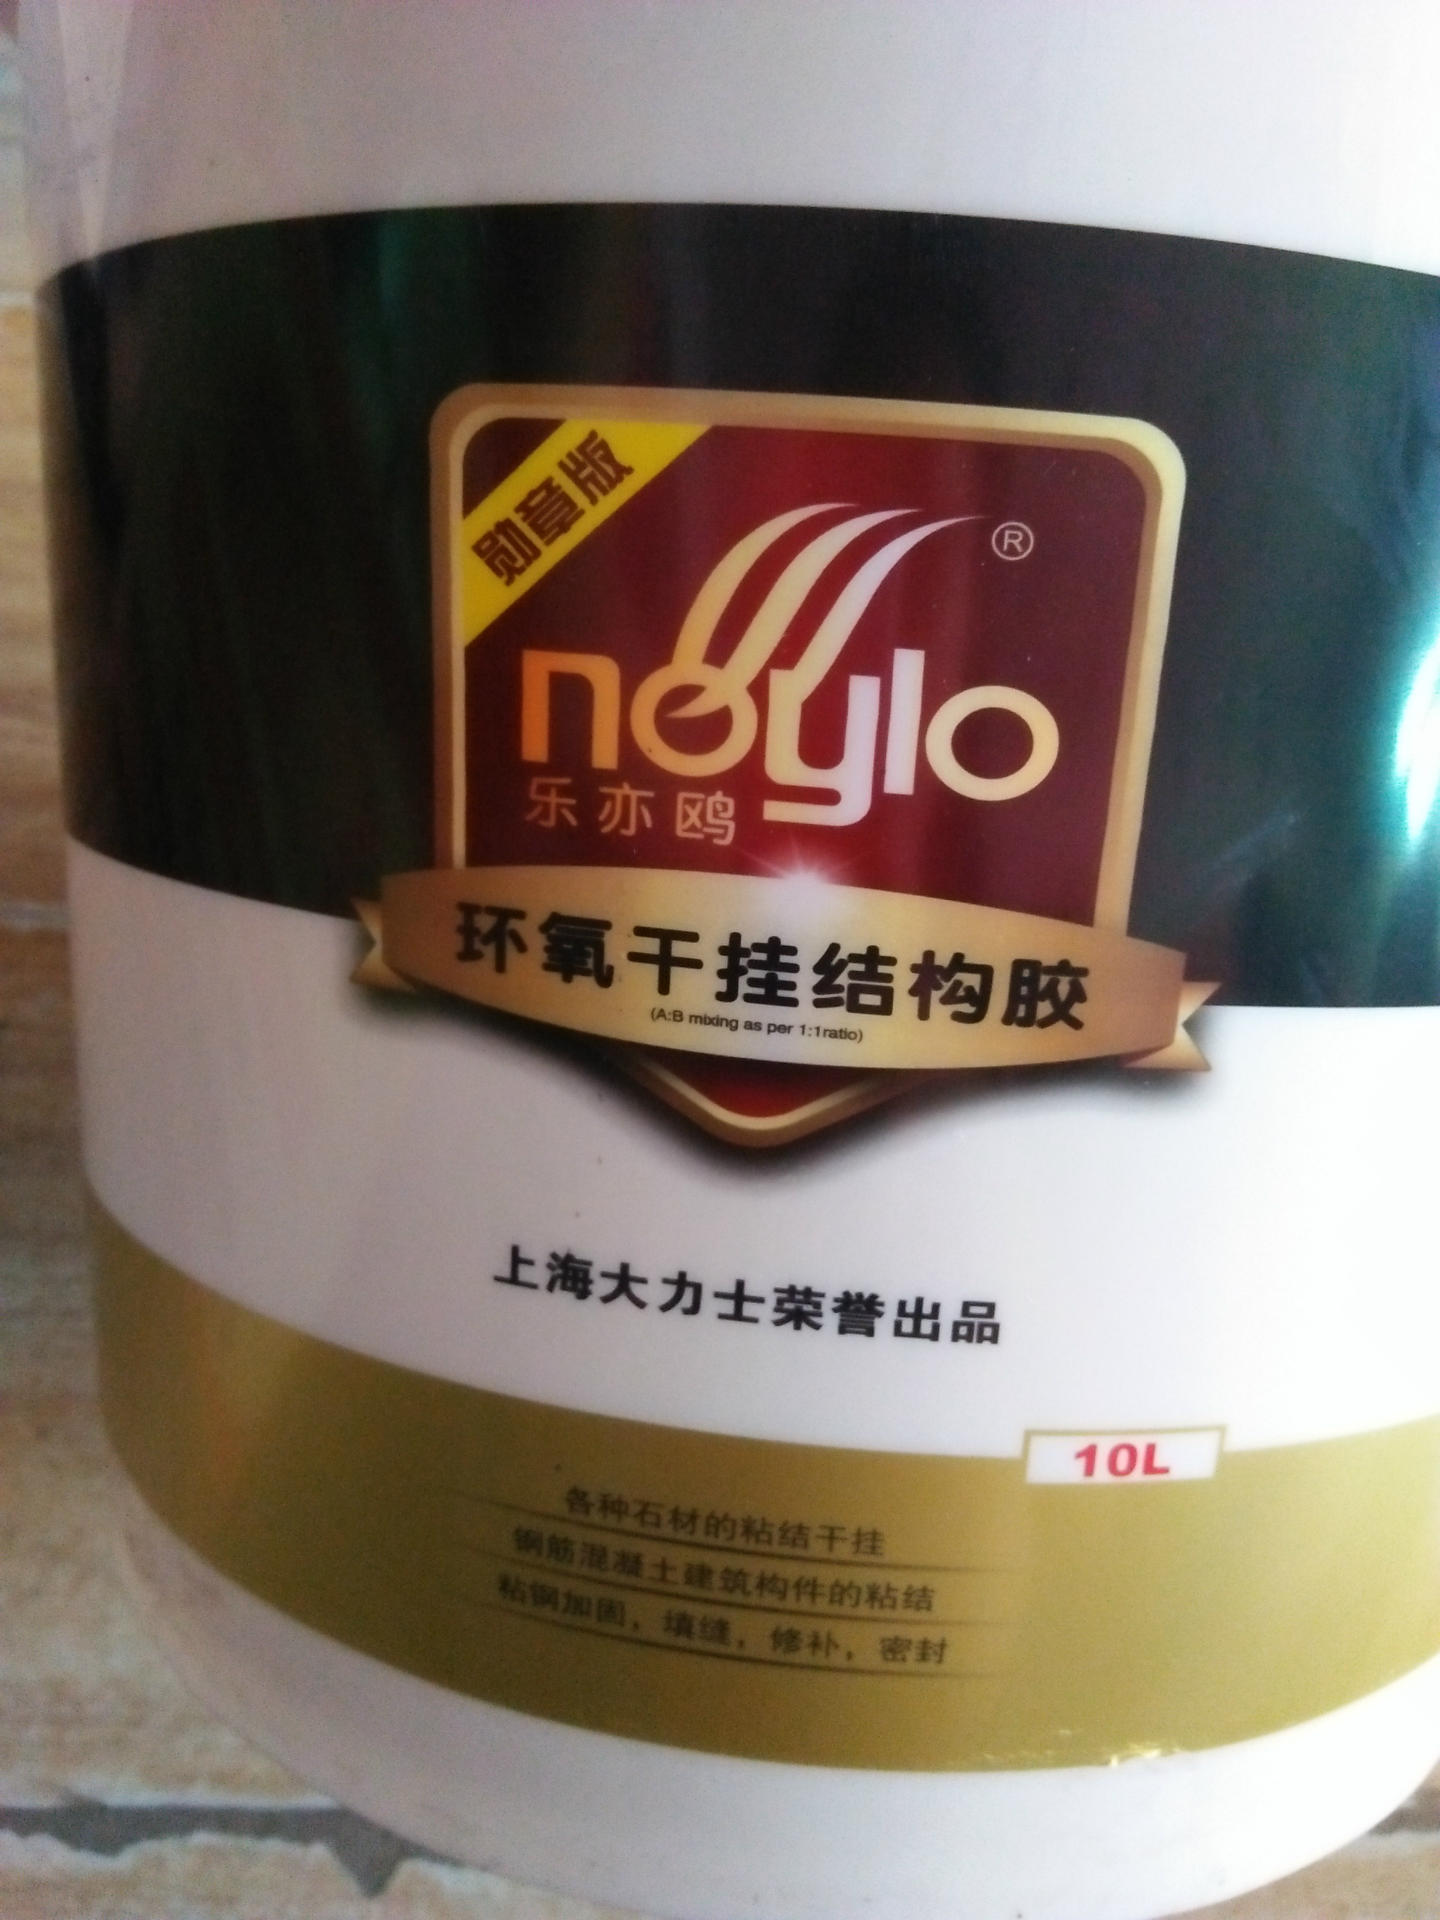 勋章版
®
noylo
乐亦鸥
环氧干挂结构胶
(A:B mixing as per 1:1ratio)
上海大力士荣誉出品
10L
各种石材的粘结干挂
钢筋混凝土建筑构件的粘结
粘钢加固，填缝，修补，密封